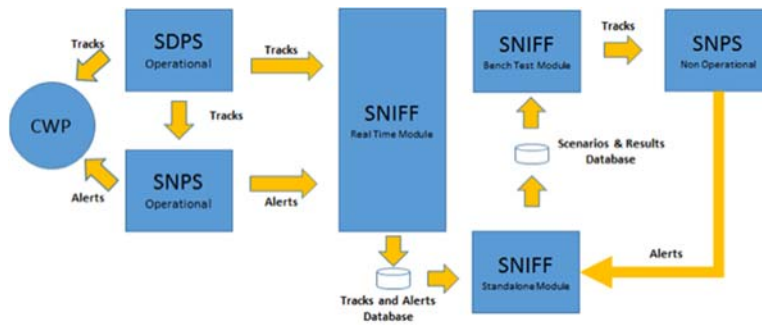 Tracks
SDPS
Operational
Tracks
CWP
Tracks
Alerts
SNPS
Operational
Alerts
SNIFF
Real Time Module
Tracks and Alerts
Database
SNIFF
Bench Test Module
Tracks
SNPS
Non Operational
Scenarios & Results
Database
SNIFF
Standalone Module
Alerts